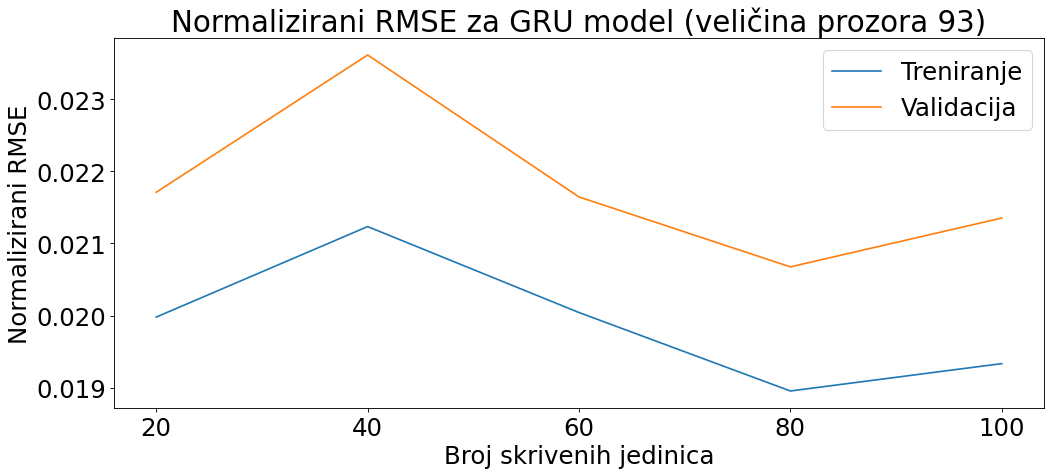 Normalizirani RMSE za GRU model (veličina prozora 93)
Treniranje
Validacija
Normalizirani RMSE
0.023
0.022
0.021
0.020
0.019
20 40 60 80 100
Broj skrivenih jedinica